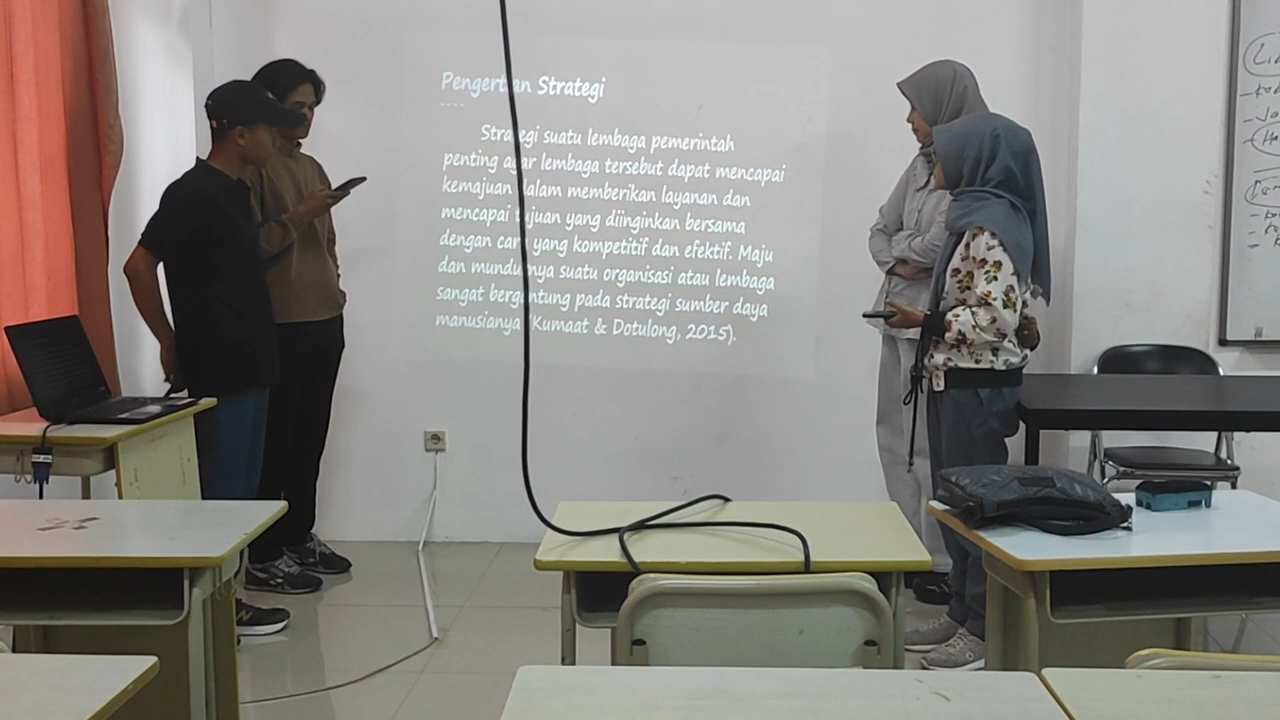 Pengertian Strategi
Strategi suatu lembaga pemerintah
penting agar lembaga tersebut dapat mencapai
kemajuan dalam memberikan layanan dan
mencapai tujuan yang diinginkan bersama
dengan cara yang kompetitif dan efektif. Maju
dan mundurnya suatu organisasi atau lembaga
sangat bergantung pada strategi sumber daya
manusianya (Kumaat & Dotulong, 2015).